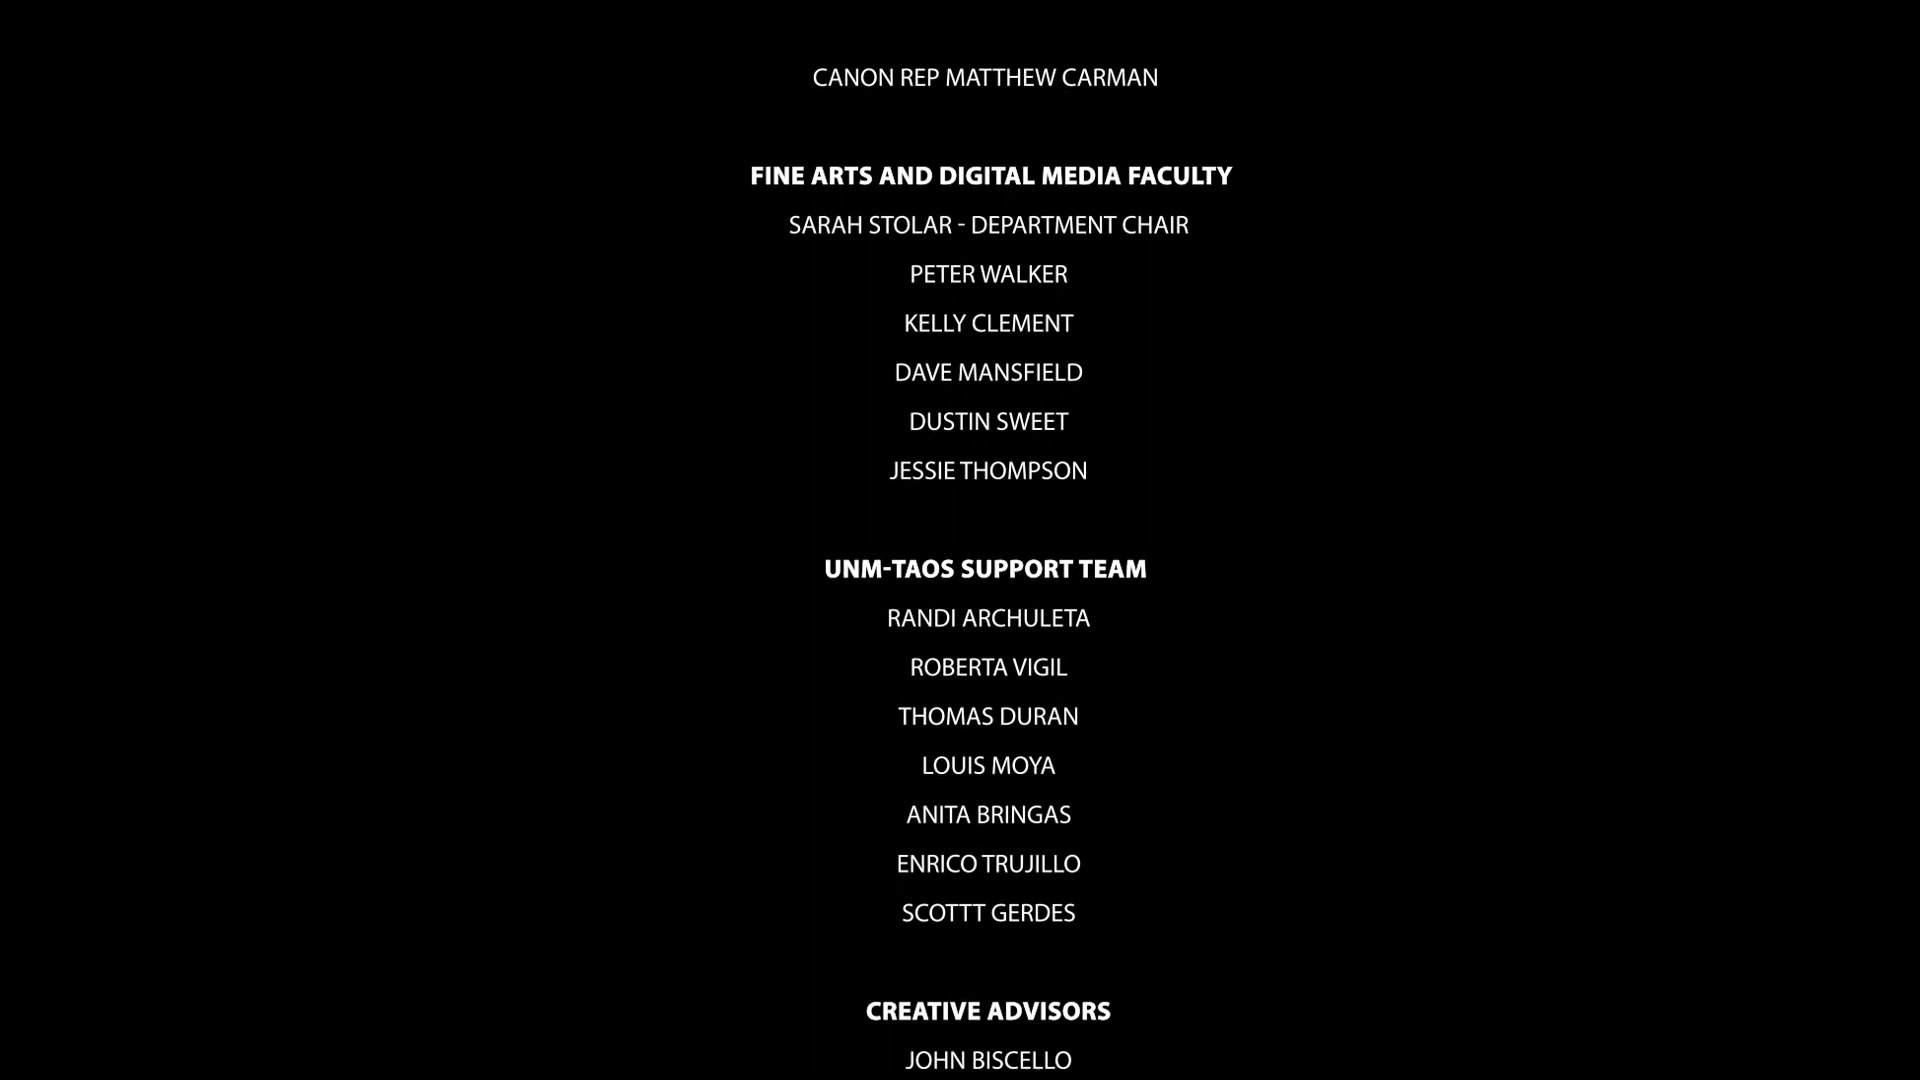 CANON REP MATTHEW CARMAN
FINE ARTS AND DIGITAL MEDIA FACULTY
SARAH STOLAR - DEPARTMENT CHAIR
PETER WALKER
KELLY CLEMENT
DAVE MANSFIELD
DUSTIN SWEET
JESSIE THOMPSON
UNM-TAOS SUPPORT TEAM
RANDI ARCHULETA
ROBERTA VIGIL
THOMAS DURAN
LOUIS MOYA
ANITA BRINGAS
ENRICO TRUJILLO
SCOTTT GERDES
CREATIVE ADVISORS
JOHN BISCELLO